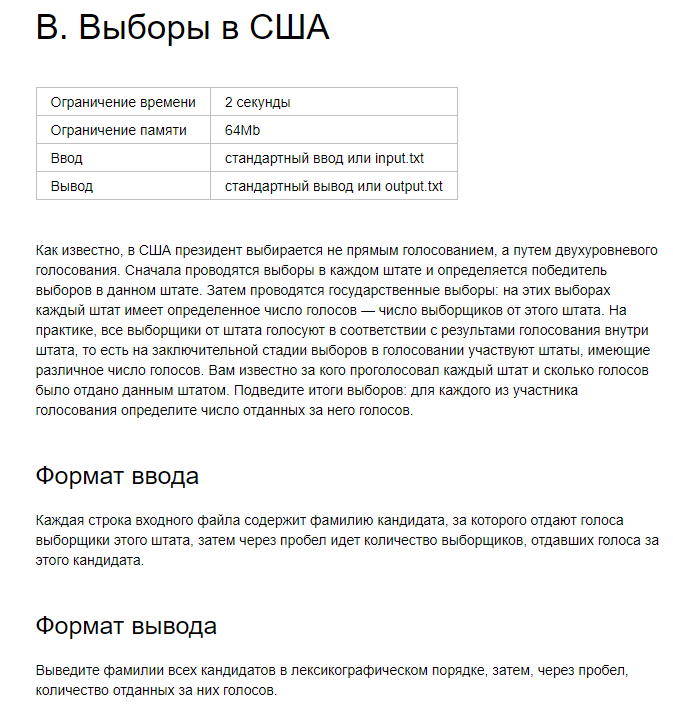 B. Выборы в США
Ограничение времени 2 секунды
Ограничение памяти 64Mb
Ввод стандартный ввод или input.txt
Вывод стандартный вывод или output.txt
Как известно, в США президент выбирается не прямым голосованием, а путем двухуровневого
голосования. Сначала проводятся выборы в каждом штате и определяется победитель
выборов в данном штате. Затем проводятся государственные выборы: на этих выборах
каждый штат имеет определенное число голосов — число выборщиков от этого штата. На
практике, все выборщики от штата голосуют в соответствии с результами голосования внутри
штата, то есть на заключительной стадии выборов в голосовании участвуют штаты, имеющие
различное число голосов. Вам известно за кого проголосовал каждый штат и сколько голосов
было отдано данным штатом. Подведите итоги выборов: для каждого из участника
голосования определите число отданных за него голосов.
Формат ввода
Каждая строка входного файла содержит фамилию кандидата, за которого отдают голоса
выборщики этого штата, затем через пробел идет количество выборщиков, отдавших голоса за
этого кандидата.
Формат вывода
Выведите фамилии всех кандидатов в лексикографическом порядке, затем, через пробел,
количество отданных за них голосов.